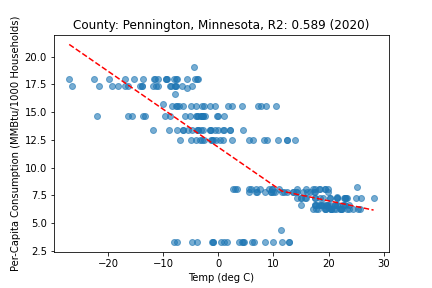 County: Pennington, Minnesota, R2: 0.589 (2020)
Per-Capita Consumption (MMBtu/1000 Households)
20.0
17.5
15.0
12.5
10.0
7.5
5.0
2.5
−20 −10 0 10 20 30
Temp (deg C)